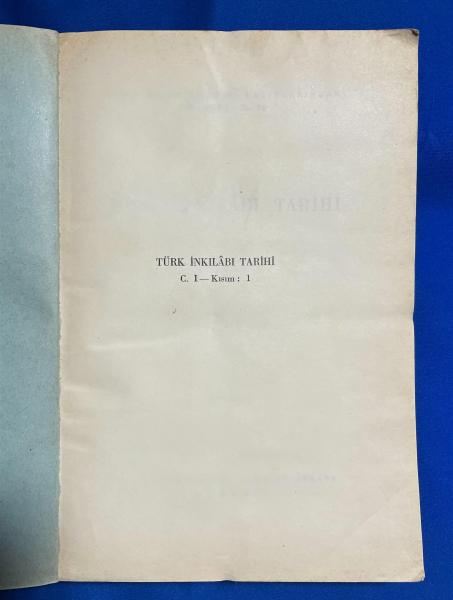 TÜRK İNKILÂBI TARİHİ
C. I — Kısım : 1